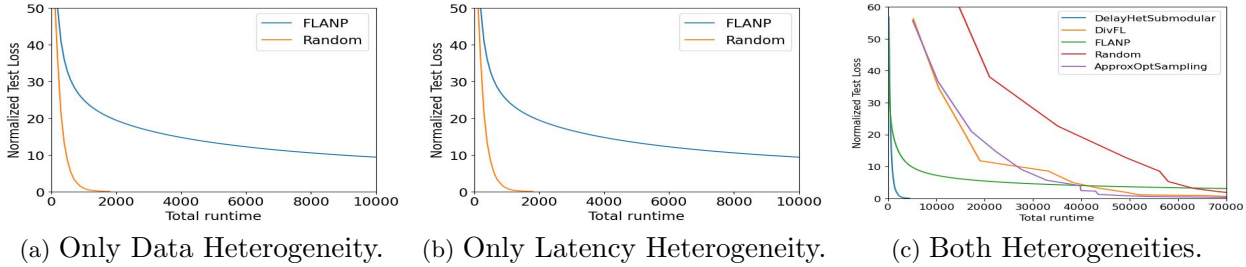 50
40
30
20
10
0
Normalized Test Loss
FLANP
Random
0 2000 4000 6000 8000 10000
Total runtime
(a) Only Data Heterogeneity.
50
40
30
20
10
0
Normalized Test Loss
FLANP
Random
0 2000 4000 6000 8000 10000
Total runtime
(b) Only Latency Heterogeneity.
60
50
40
30
20
10
0
Normalized Test Loss
DelayHetSubmodular
DivFL
FLANP
Random
ApproxOptSampling
0 10000 20000 30000 40000 50000 60000 70000
Total runtime
(c) Both Heterogeneities.